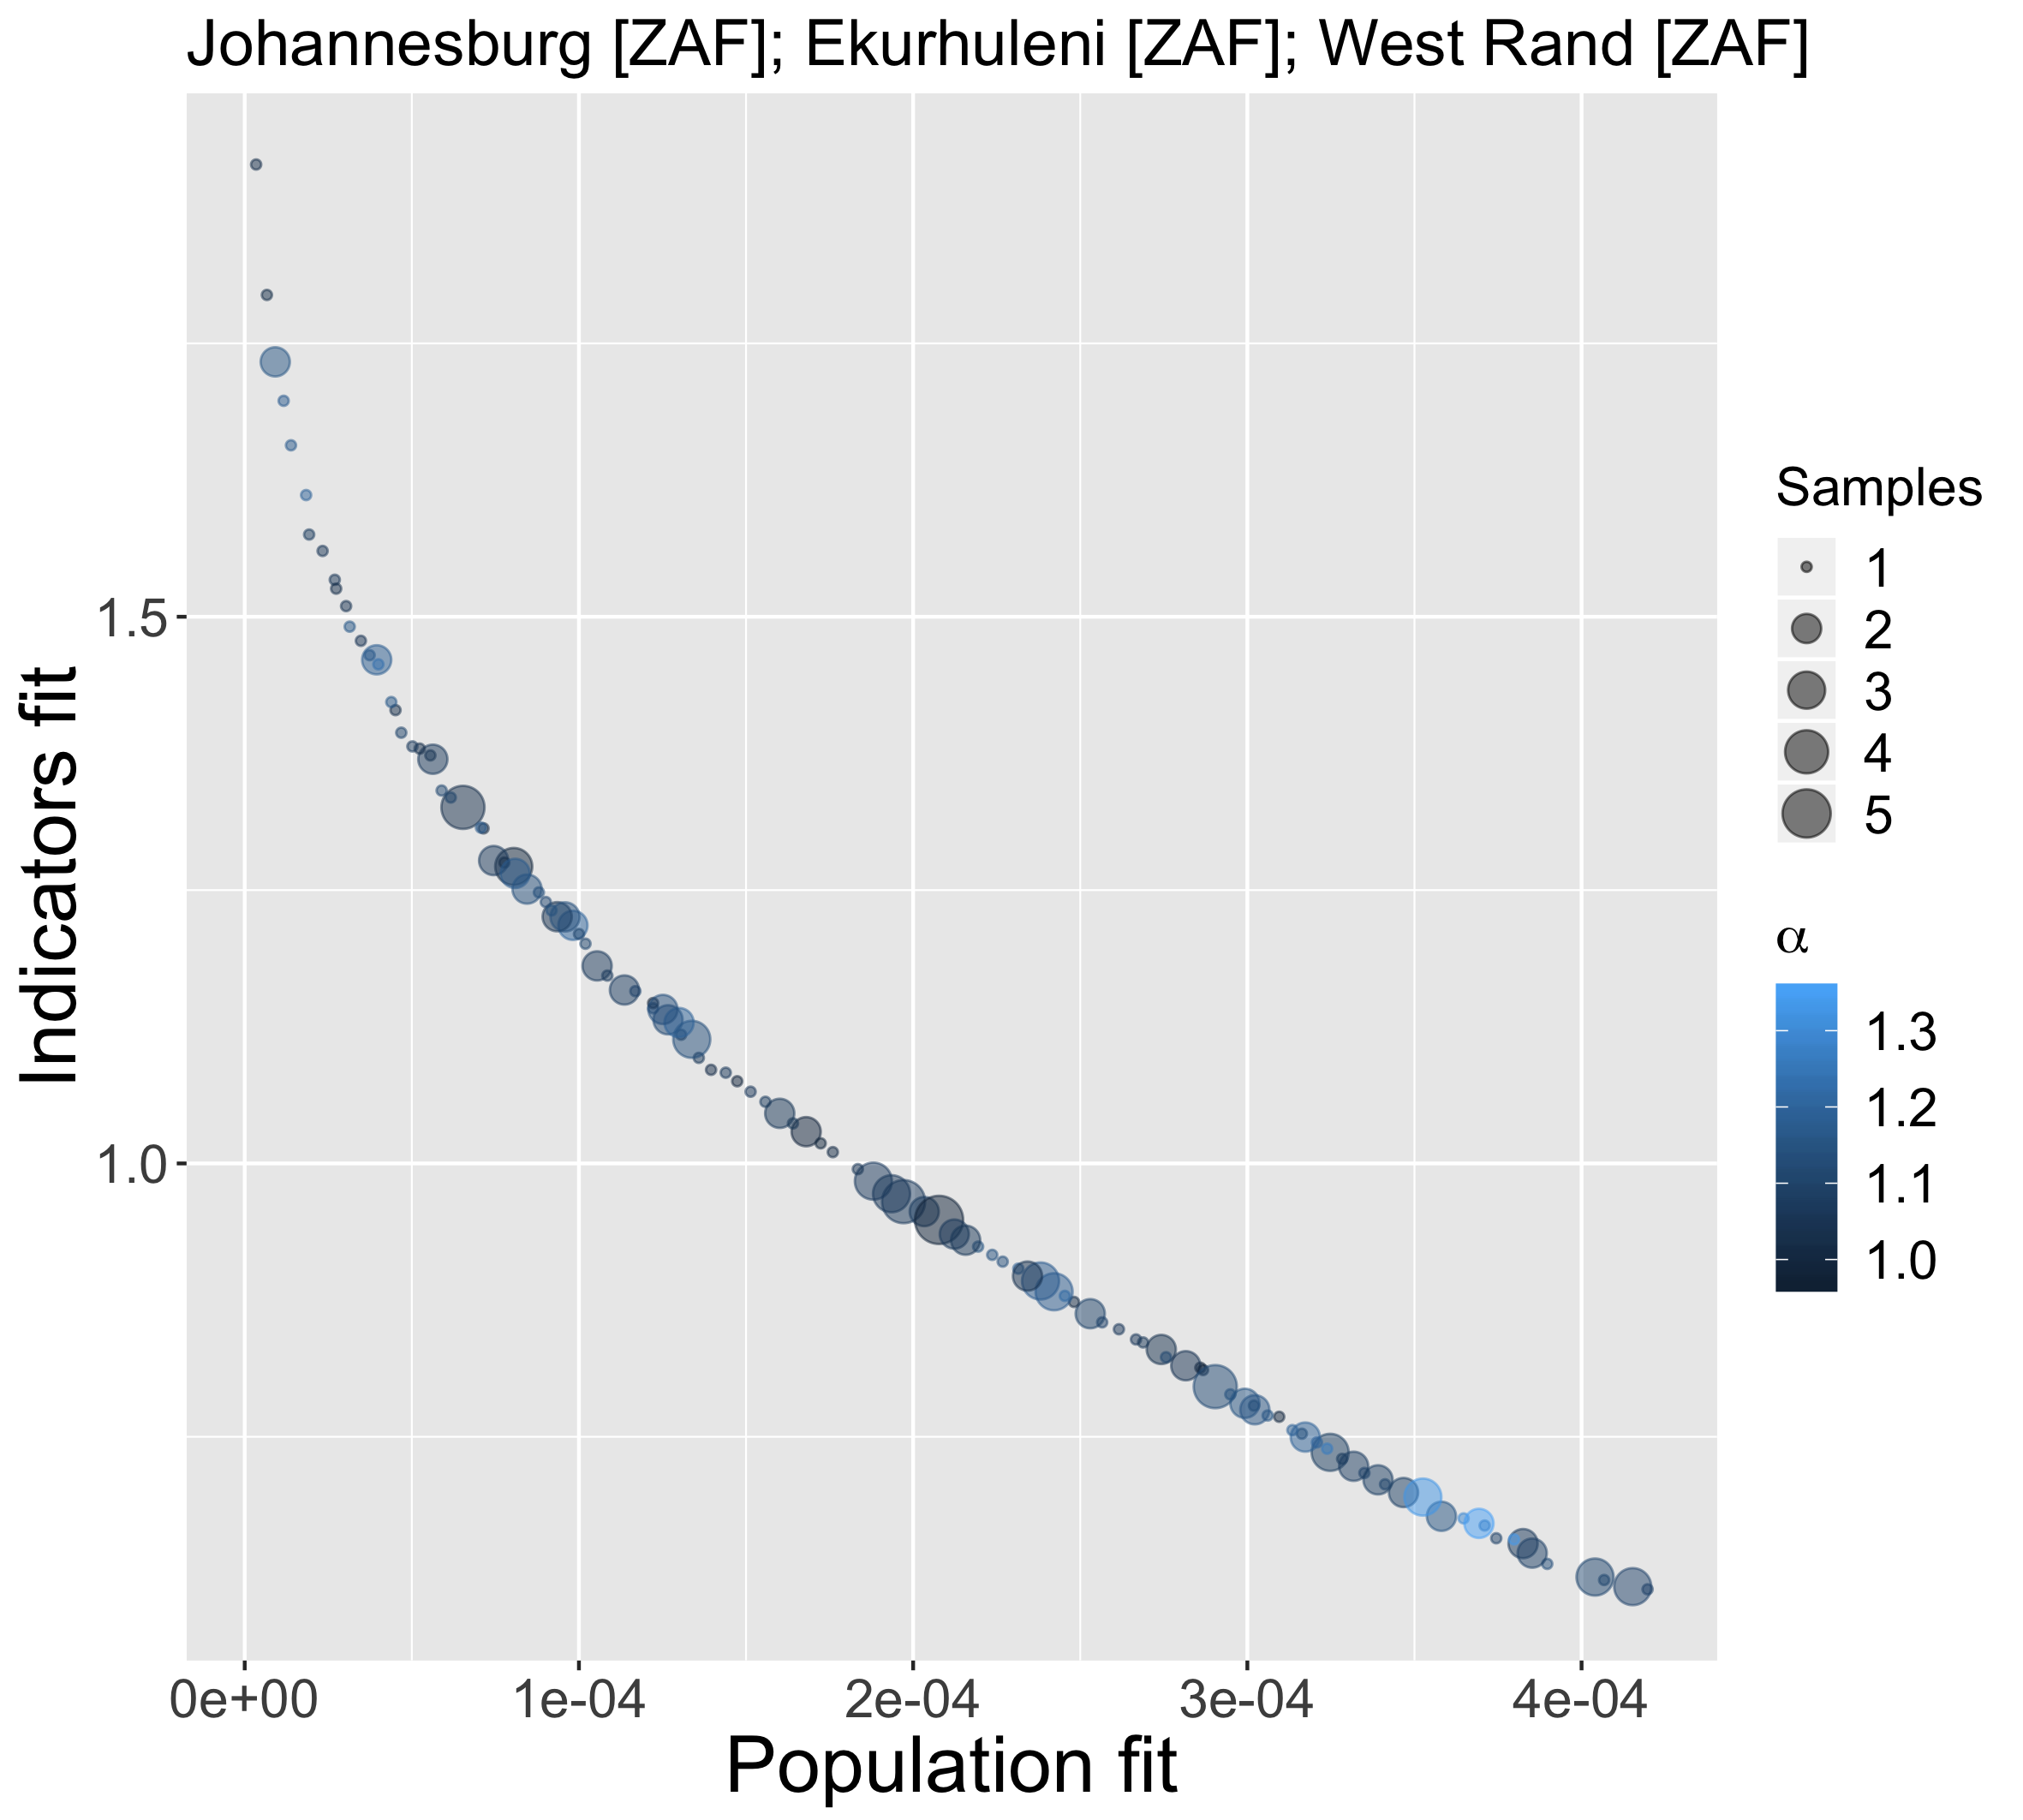 Johannesburg [ZAF]; Ekurhuleni [ZAF]; West Rand [ZAF]
Indicators fit
1.5
1.0
0e+00 1e-04 2e-04 3e-04 4e-04
Population fit
Samples
1
2
3
4
5
α
1.3
1.2
1.1
1.0